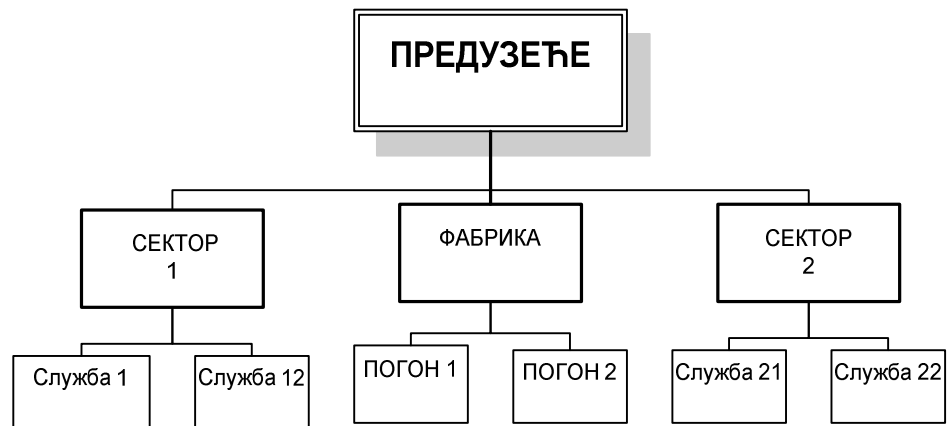 ПРЕДУЗЕЋЕ
СЕКТОР
1
ФАБРИКА
СЕКТОР
2
Служба 1
Служба 12
ПОГОН 1
ПОГОН 2
Служба 21
Служба 22